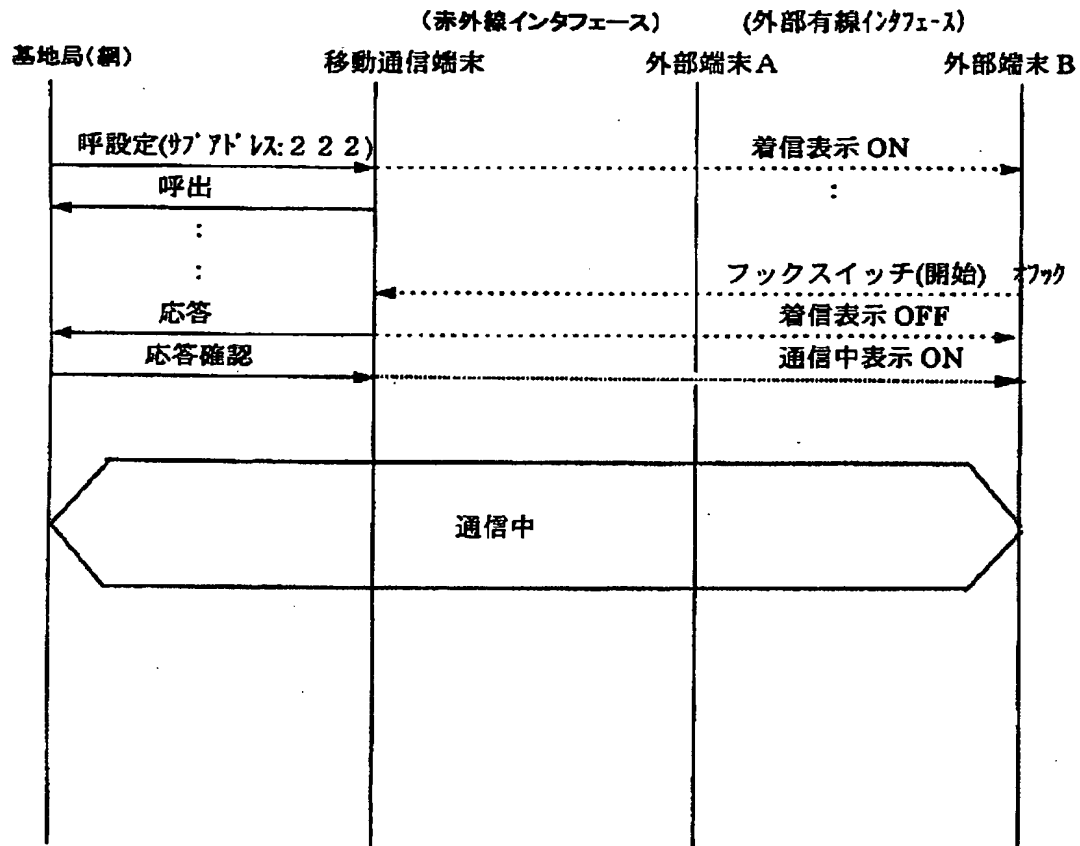 (赤外線インタフェース) (外部有線インタフェース)
基地局(網) 移動通信端末 外部端末A 外部端末B
呼設定(サブアドレス:222) 着信表示 ON
呼出 :
:
:
フックスイッチ(開始) オフック
応答 着信表示 OFF
応答確認 通信中表示 ON
通信中